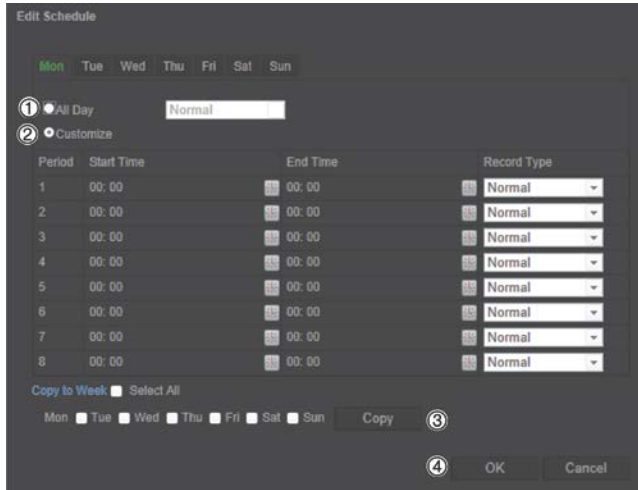 Edit Schedule
Mon Tue Wed Thu Fri Sat Sun
① All Day Normal
② Customize
Period Start Time End Time Record Type
1 00: 00 00: 00 Normal
2 00: 00 00: 00 Normal
3 00: 00 00: 00 Normal
4 00: 00 00: 00 Normal
5 00: 00 00: 00 Normal
6 00: 00 00: 00 Normal
7 00: 00 00: 00 Normal
8 00: 00 00: 00 Normal
Copy to Week Select All
Mon Tue Wed Thu Fri Sat Sun Copy ③
④ OK Cancel